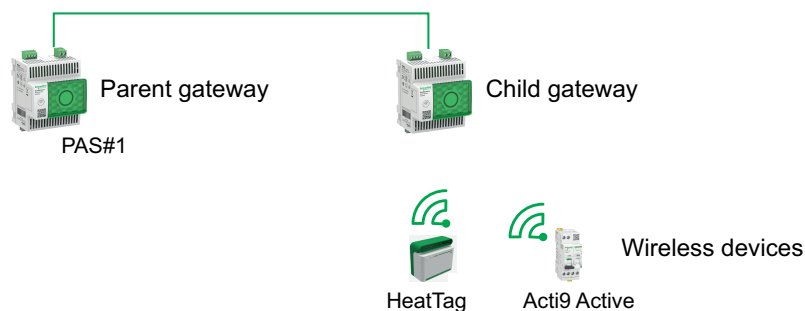 Parent gateway
Child gateway
PAS#1
Wireless devices
HeatTag
Acti9 Active